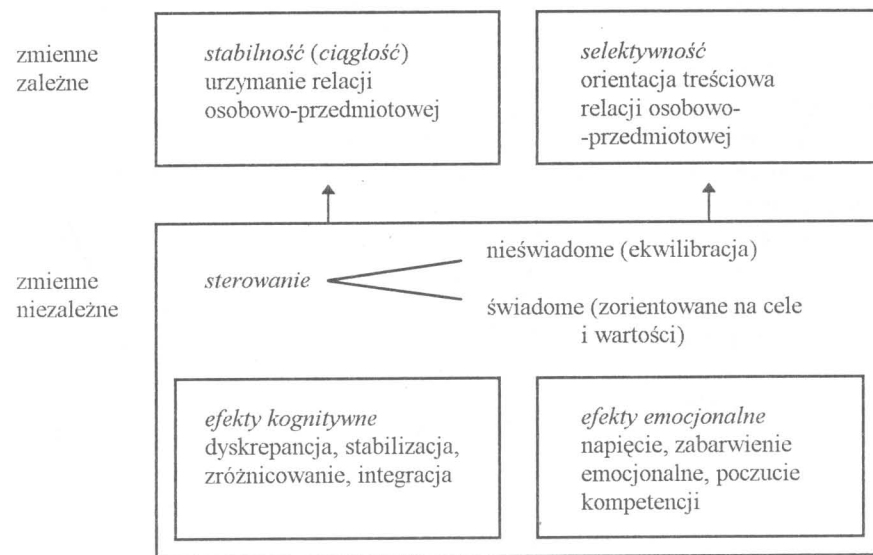 zmienne
zależne
stabilność (ciągłość)
urzymanie relacji
osobowo-przedmiotowej
selektywność
orientacja treściowa
relacji osobowo-
-przedmiotowej
zmienne
niezależne
sterowanie
nieświadome (ekwilibracja)
świadome (zorientowane na cele
i wartości)
efekty kognitywne
dyskrepancja, stabilizacja,
zróżnicowanie, integracja
efekty emocjonalne
napięcie, zabarwienie
emocjonalne, poczucie
kompetencji